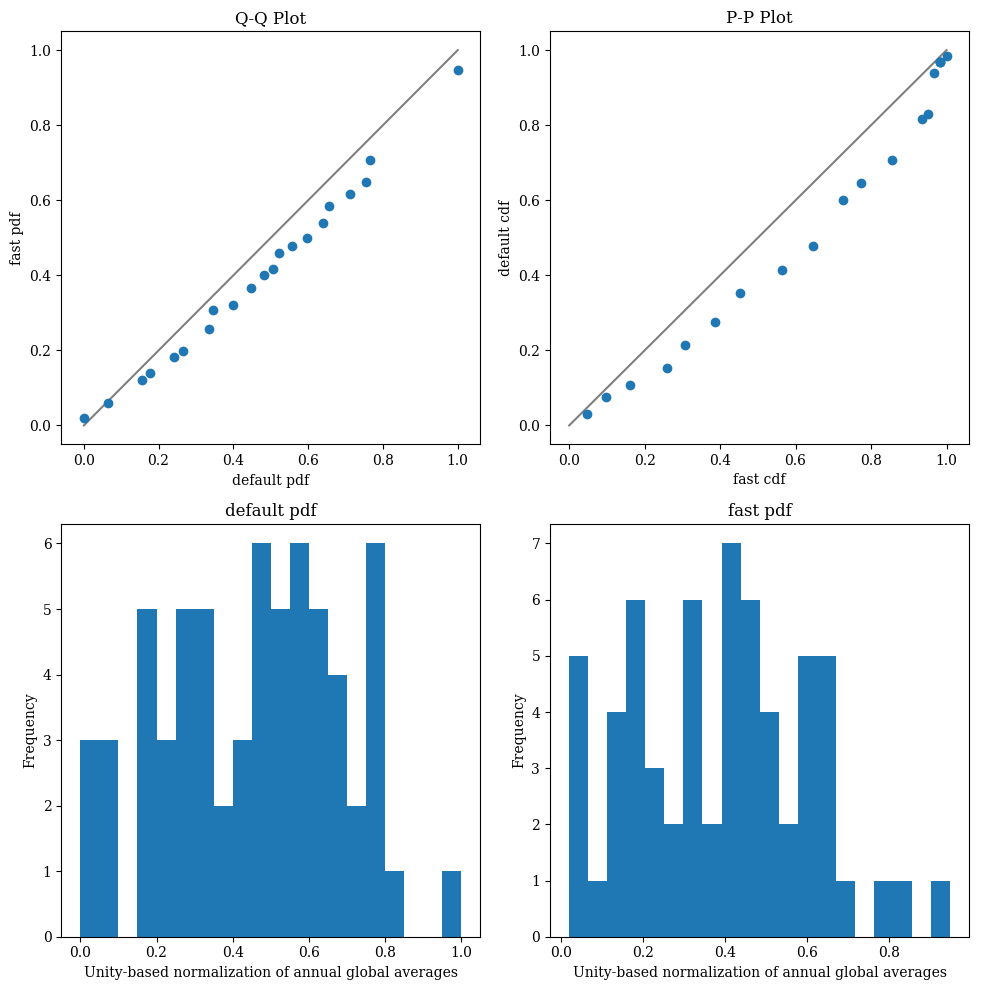 Q-Q Plot
1.0
0.8
0.6
0.4
0.2
0.0
fast pdf
0.0 0.2 0.4 0.6 0.8 1.0
default pdf
P-P Plot
1.0
0.8
0.6
0.4
0.2
0.0
default cdf
0.0 0.2 0.4 0.6 0.8 1.0
fast cdf
default pdf
6
5
4
3
2
1
0
Frequency
0.0 0.2 0.4 0.6 0.8 1.0
Unity-based normalization of annual global averages
fast pdf
7
6
5
4
3
2
1
0
Frequency
0.0 0.2 0.4 0.6 0.8
Unity-based normalization of annual global averages